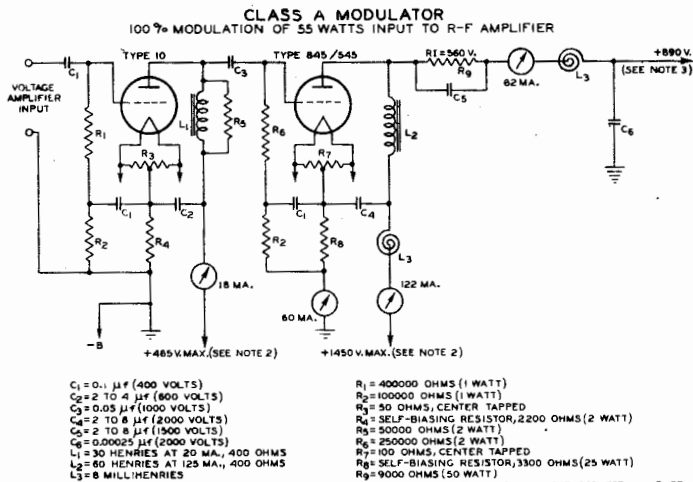 CLASS A MODULATOR
100 % MODULATION OF 55 WATTS INPUT TO R-F AMPLIFIER
C1
TYPE 10
C3
TYPE 845/545
RI=560 V.
R9
C5
62 MA.
L3
+890 V.
(SEE NOTE 3)
VOLTAGE
AMPLIFIER
INPUT
R1
L1
R5
R6
L2
C6
R3
R7
C1
C2
C1
C4
R2
R4
R2
R8
L3
18 MA.
60 MA.
122 MA.
-B
+465 V. MAX. (SEE NOTE 2)
+1450 V. MAX. (SEE NOTE 2)
C1 = 0.1 μf (400 VOLTS)
C2 = 2 TO 4 μf (600 VOLTS)
C3 = 0.05 μf (1000 VOLTS)
C4 = 2 TO 8 μf (2000 VOLTS)
C5 = 2 TO 8 μf (1500 VOLTS)
C6 = 0.00025 μf (2000 VOLTS)
L1 = 30 HENRIES AT 20 MA., 400 OHMS
L2 = 60 HENRIES AT 125 MA., 400 OHMS
L3 = 8 MILLIHENRIES
R1 = 400000 OHMS (1 WATT)
R2 = 100000 OHMS (1 WATT)
R3 = 50 OHMS, CENTER TAPPED
R4 = SELF-BIASING RESISTOR, 2200 OHMS (2 WATT)
R5 = 50000 OHMS (2 WATT)
R6 = 250000 OHMS (2 WATT)
R7 = 100 OHMS, CENTER TAPPED
R8 = SELF-BIASING RESISTOR, 3300 OHMS (25 WATT)
R9 = 9000 OHMS (50 WATT)